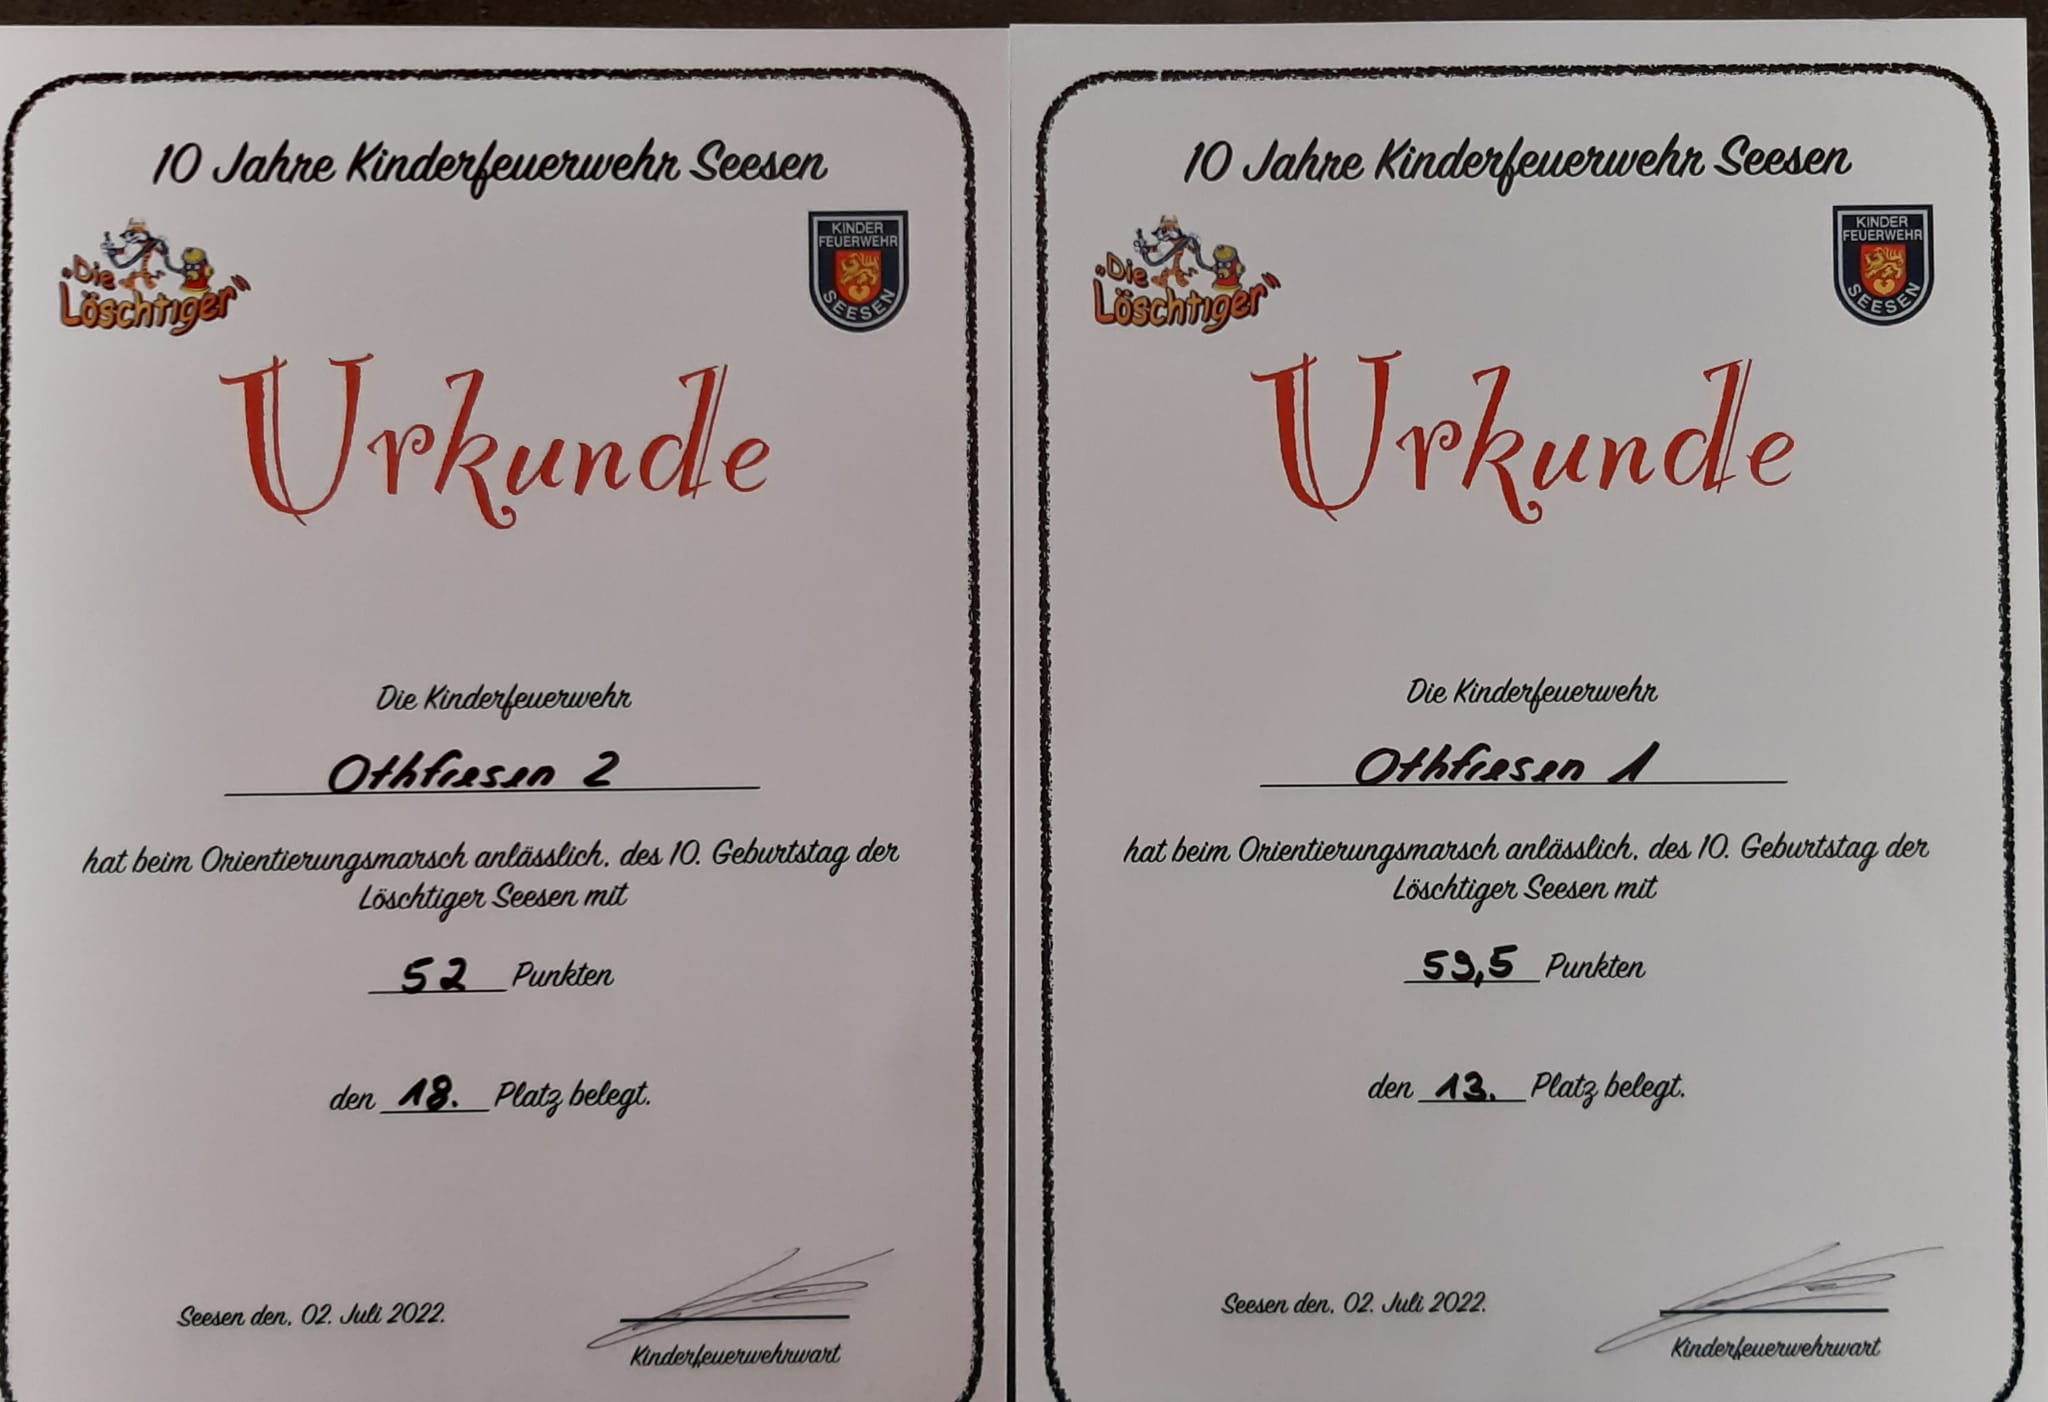 10 Jahre Kinderfeuerwehr Seesen
"Die
Löschtiger"
KINDER
FEUERWEHR
SEESEN
Urkunde
Die Kinderfeuerwehr
Othfresen 2
hat beim Orientierungsmarsch anlässlich, des 10. Geburtstag der
Löschtiger Seesen mit
52 Punkten
den 18. Platz belegt.
Seesen den, 02. Juli 2022.
Kinderfeuerwehrwart
10 Jahre Kinderfeuerwehr Seesen
"Die
Löschtiger"
KINDER
FEUERWEHR
SEESEN
Urkunde
Die Kinderfeuerwehr
Othfresen 1
hat beim Orientierungsmarsch anlässlich, des 10. Geburtstag der
Löschtiger Seesen mit
59,5 Punkten
den 13. Platz belegt.
Seesen den, 02. Juli 2022.
Kinderfeuerwehrwart